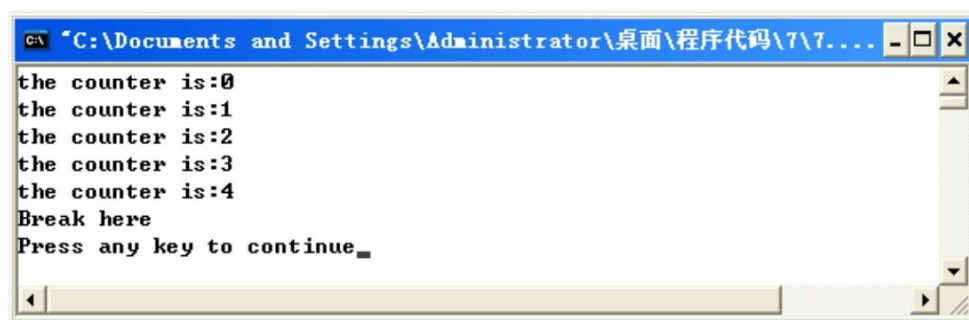 "C:\Documents and Settings\Administrator\桌面\程序代码\7\7....
the counter is:0
the counter is:1
the counter is:2
the counter is:3
the counter is:4
Break here
Press any key to continue_